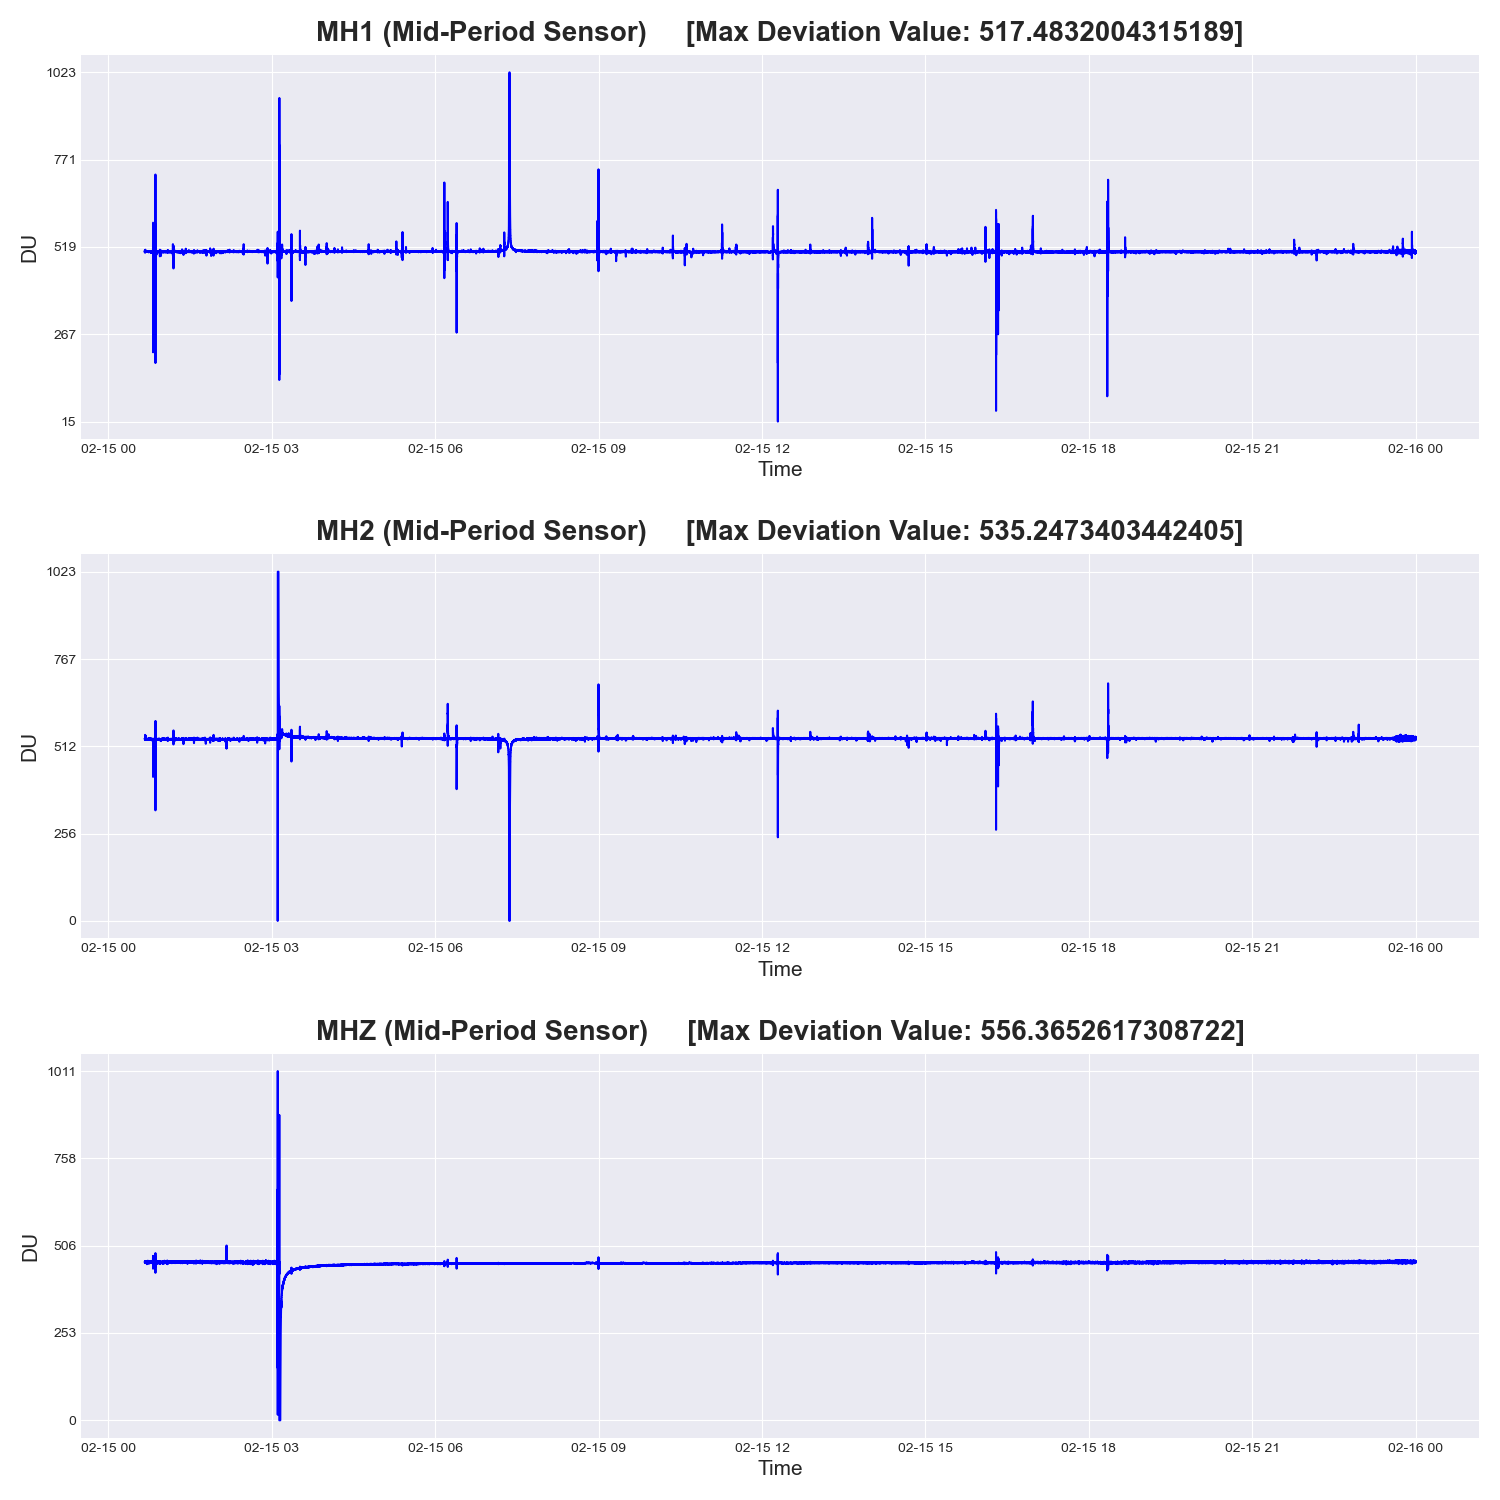 MH1 (Mid-Period Sensor) [Max Deviation Value: 517.4832004315189]
1023
771
519
267
15
DU
02-15 00 02-15 03 02-15 06 02-15 09 02-15 12 02-15 15 02-15 18 02-15 21 02-16 00
Time
MH2 (Mid-Period Sensor) [Max Deviation Value: 535.2473403442405]
1023
767
512
256
0
DU
02-15 00 02-15 03 02-15 06 02-15 09 02-15 12 02-15 15 02-15 18 02-15 21 02-16 00
Time
MHZ (Mid-Period Sensor) [Max Deviation Value: 556.3652617308722]
1011
758
506
253
0
DU
02-15 00 02-15 03 02-15 06 02-15 09 02-15 12 02-15 15 02-15 18 02-15 21 02-16 00
Time